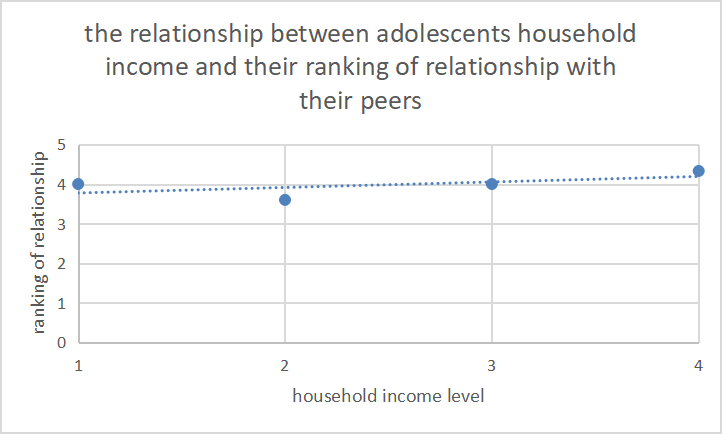 the relationship between adolescents household
income and their ranking of relationship with
their peers
ranking of relationship
5
4
3
2
1
0
1 2 3 4
household income level